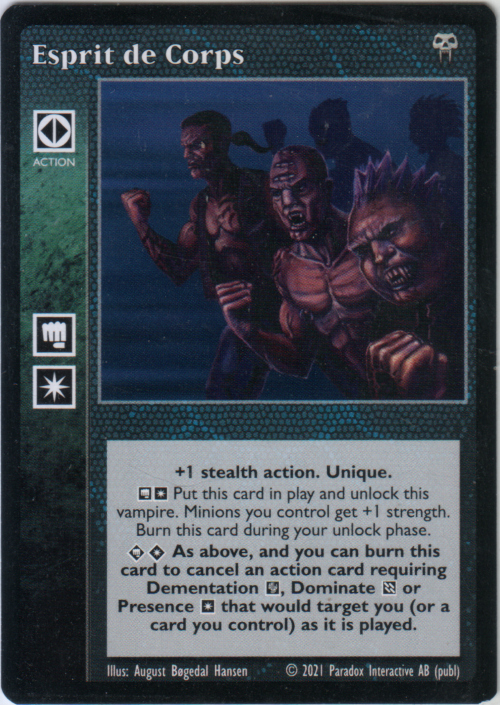 Esprit de Corps
ACTION
+1 stealth action. Unique.
Put this card in play and unlock this
vampire. Minions you control get +1 strength.
Burn this card during your unlock phase.
As above, and you can burn this
card to cancel an action card requiring
Dementation , Dominate or
Presence that would target you (or a
card you control) as it is played.
Illus: August Bøgedal Hansen © 2021 Paradox Interactive AB (publ)